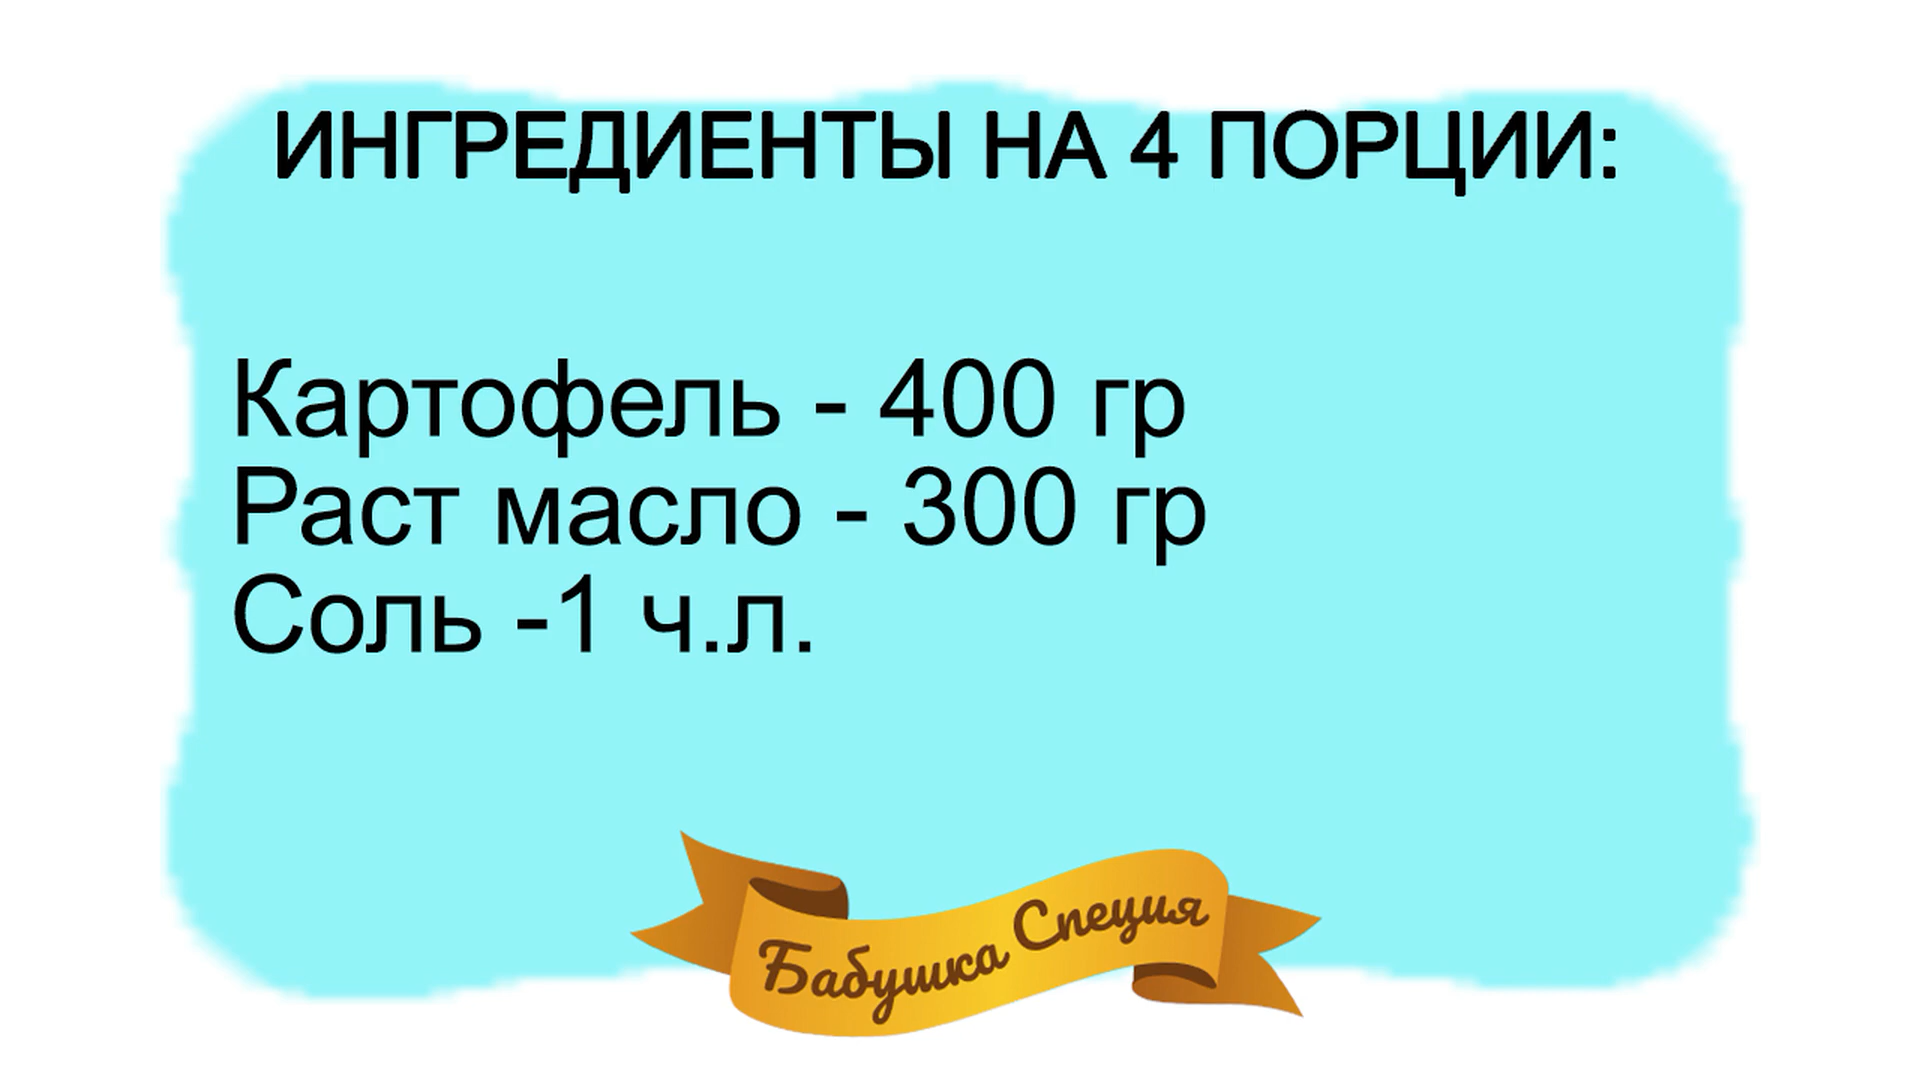 ИНГРЕДИЕНТЫ НА 4 ПОРЦИИ:
Картофель - 400 гр
Раст масло - 300 гр
Соль -1 ч.л.
Бабушка Специя